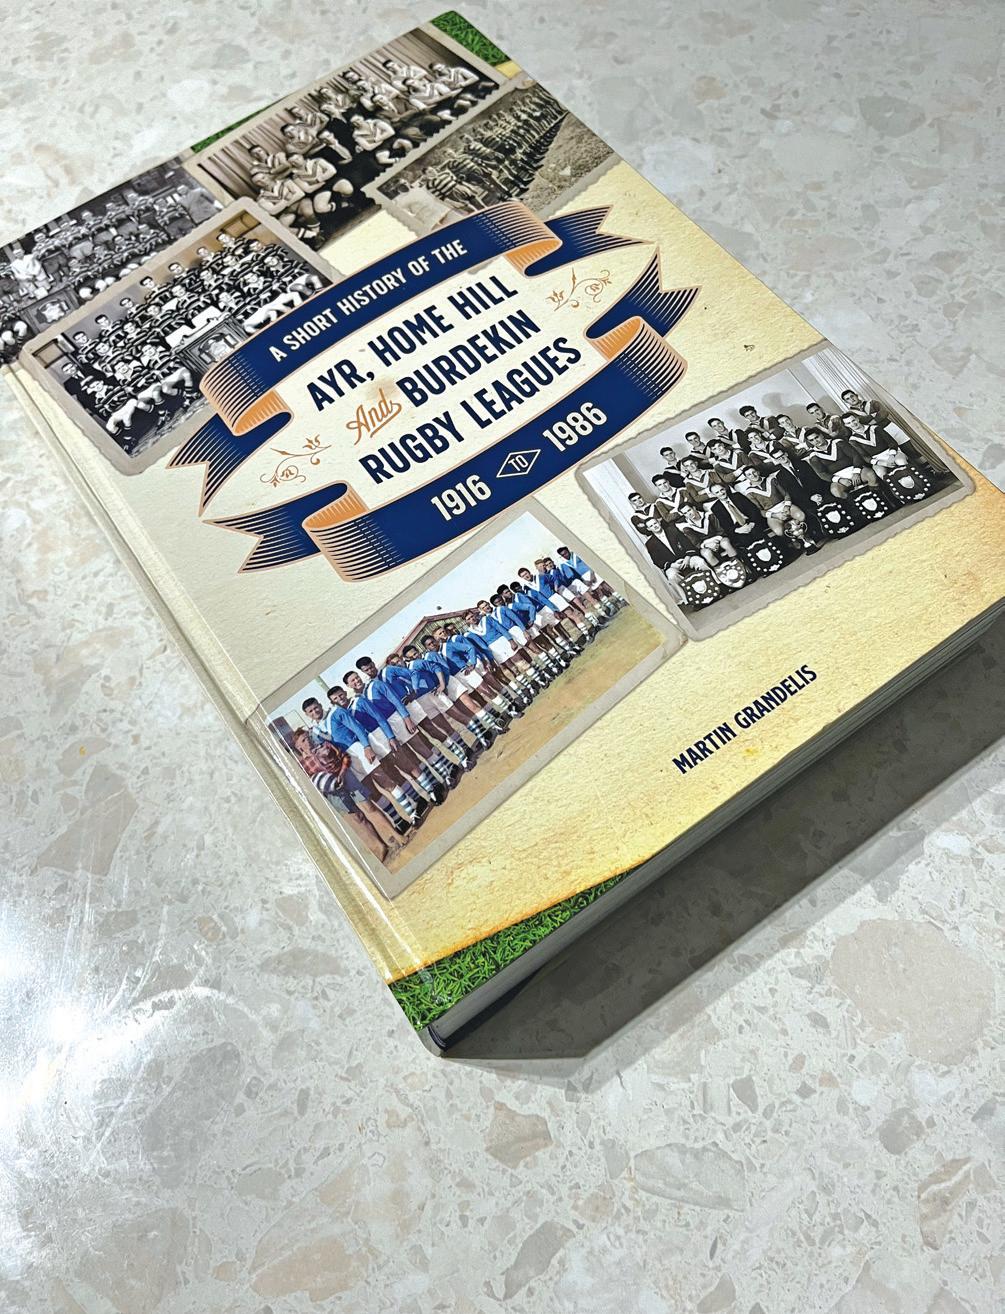 A SHORT HISTORY OF THE
AYR, HOME HILL
And BURDEKIN
RUGBY LEAGUES
1916 TO 1986
MARTIN GRANDELIS